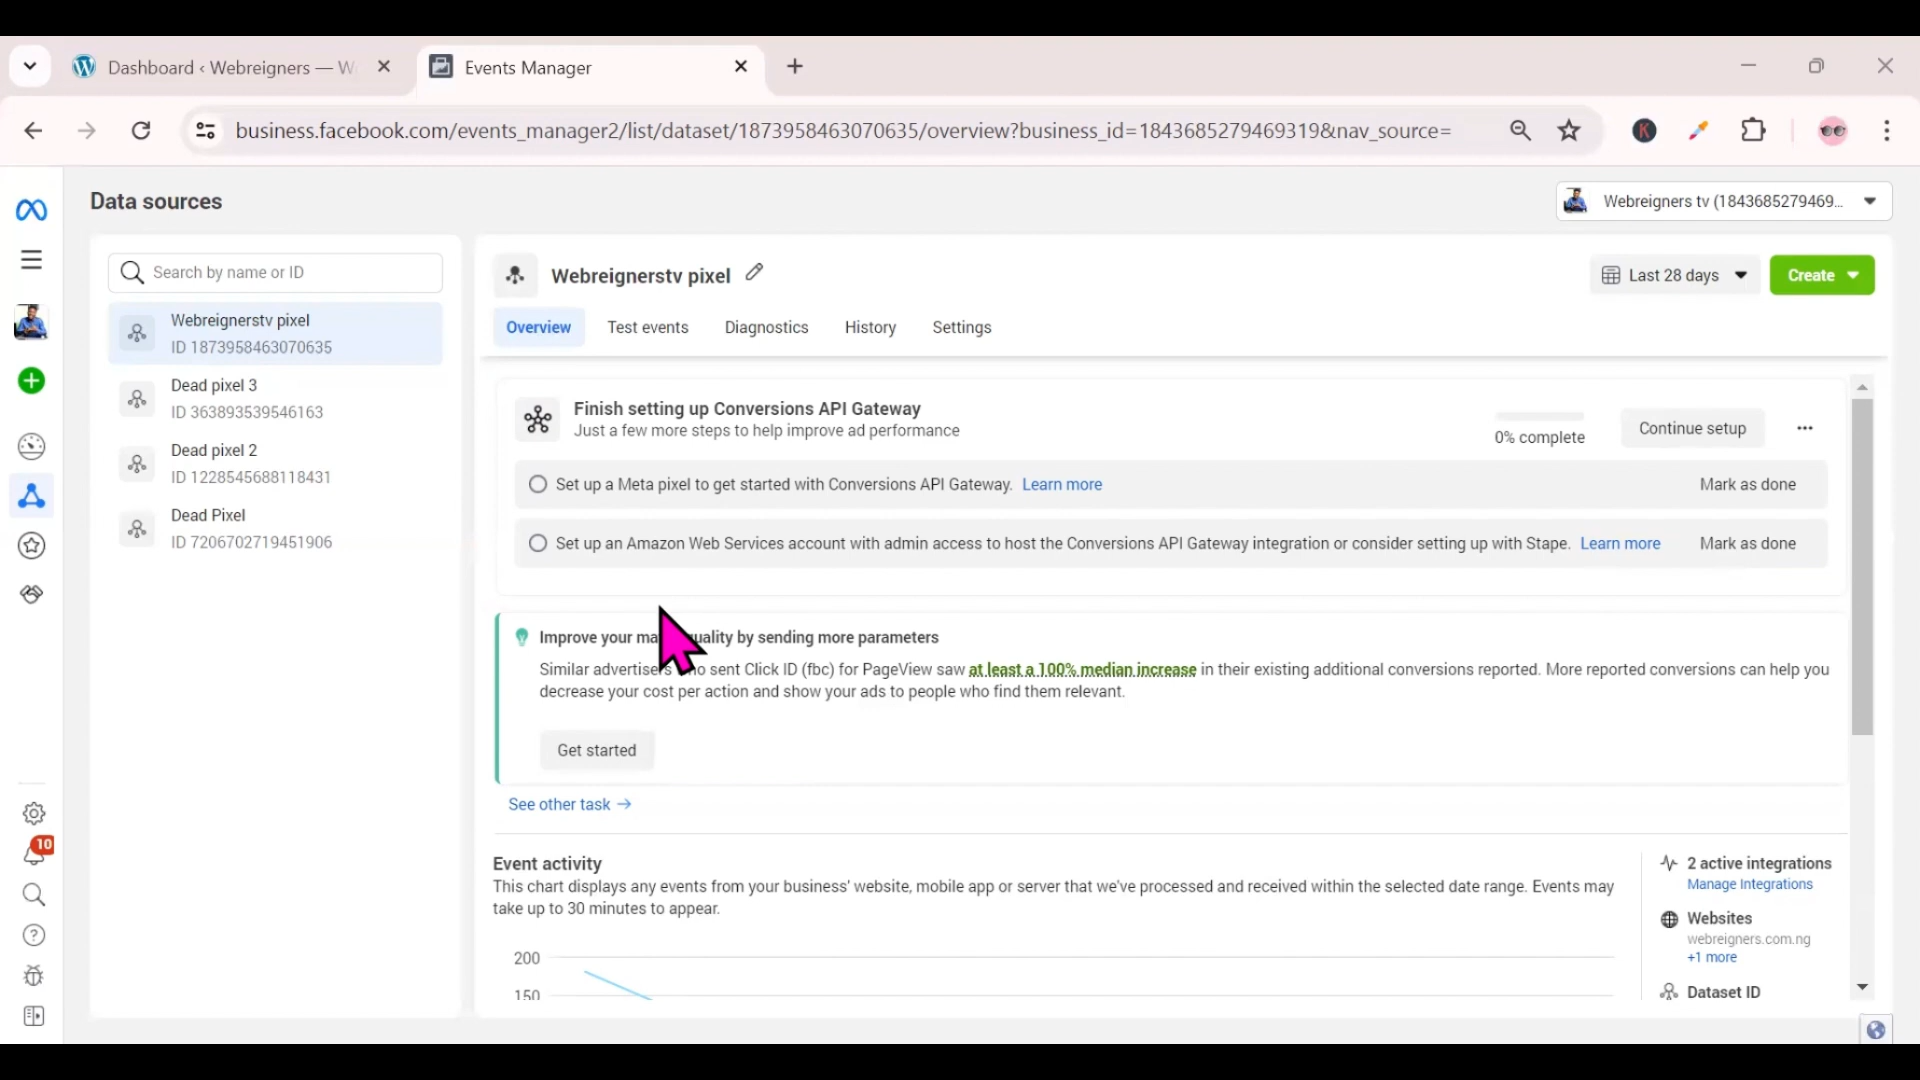 Dashboard ‹ Webreigners — W
Events Manager
business.facebook.com/events_manager2/list/dataset/1873958463070635/overview?business_id=1843685279469319&nav_source=
K
Data sources
Webreigners tv (1843685279469...
Search by name or ID
Webreignerstv pixel
ID 1873958463070635
Dead pixel 3
ID 363893539546163
Dead pixel 2
ID 1228545688118431
Dead Pixel
ID 7206702719451906
10
Webreignerstv pixel
Last 28 days
Create
Overview
Test events
Diagnostics
History
Settings
Finish setting up Conversions API Gateway
Just a few more steps to help improve ad performance
0% complete
Continue setup
Set up a Meta pixel to get started with Conversions API Gateway. Learn more
Mark as done
Set up an Amazon Web Services account with admin access to host the Conversions API Gateway integration or consider setting up with Stape. Learn more
Mark as done
Improve your ma uality by sending more parameters
Similar advertisers ho sent Click ID (fbc) for PageView saw at least a 100% median increase in their existing additional conversions reported. More reported conversions can help you
decrease your cost per action and show your ads to people who find them relevant.
Get started
See other task →
Event activity
This chart displays any events from your business' website, mobile app or server that we've processed and received within the selected date range. Events may
take up to 30 minutes to appear.
200
150
2 active integrations
Manage Integrations
Websites
webreigners.com.ng
+1 more
Dataset ID